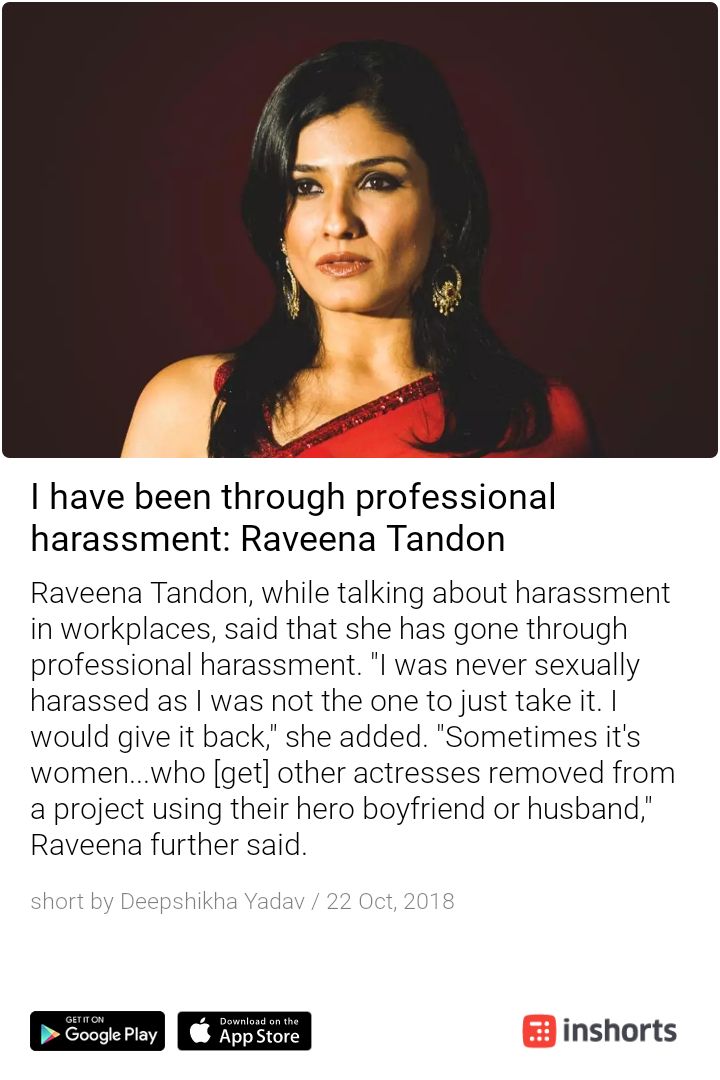 I have been through professional
harassment: Raveena Tandon
Raveena Tandon, while talking about harassment
in workplaces, said that she has gone through
professional harassment. "I was never sexually
harassed as I was not the one to just take it. I
would give it back," she added. "Sometimes it's
women...who [get] other actresses removed from
a project using their hero boyfriend or husband,"
Raveena further said.
short by Deepshikha Yadav / 22 Oct, 2018
GET IT ON
Google Play
Download on the
App Store
inshorts